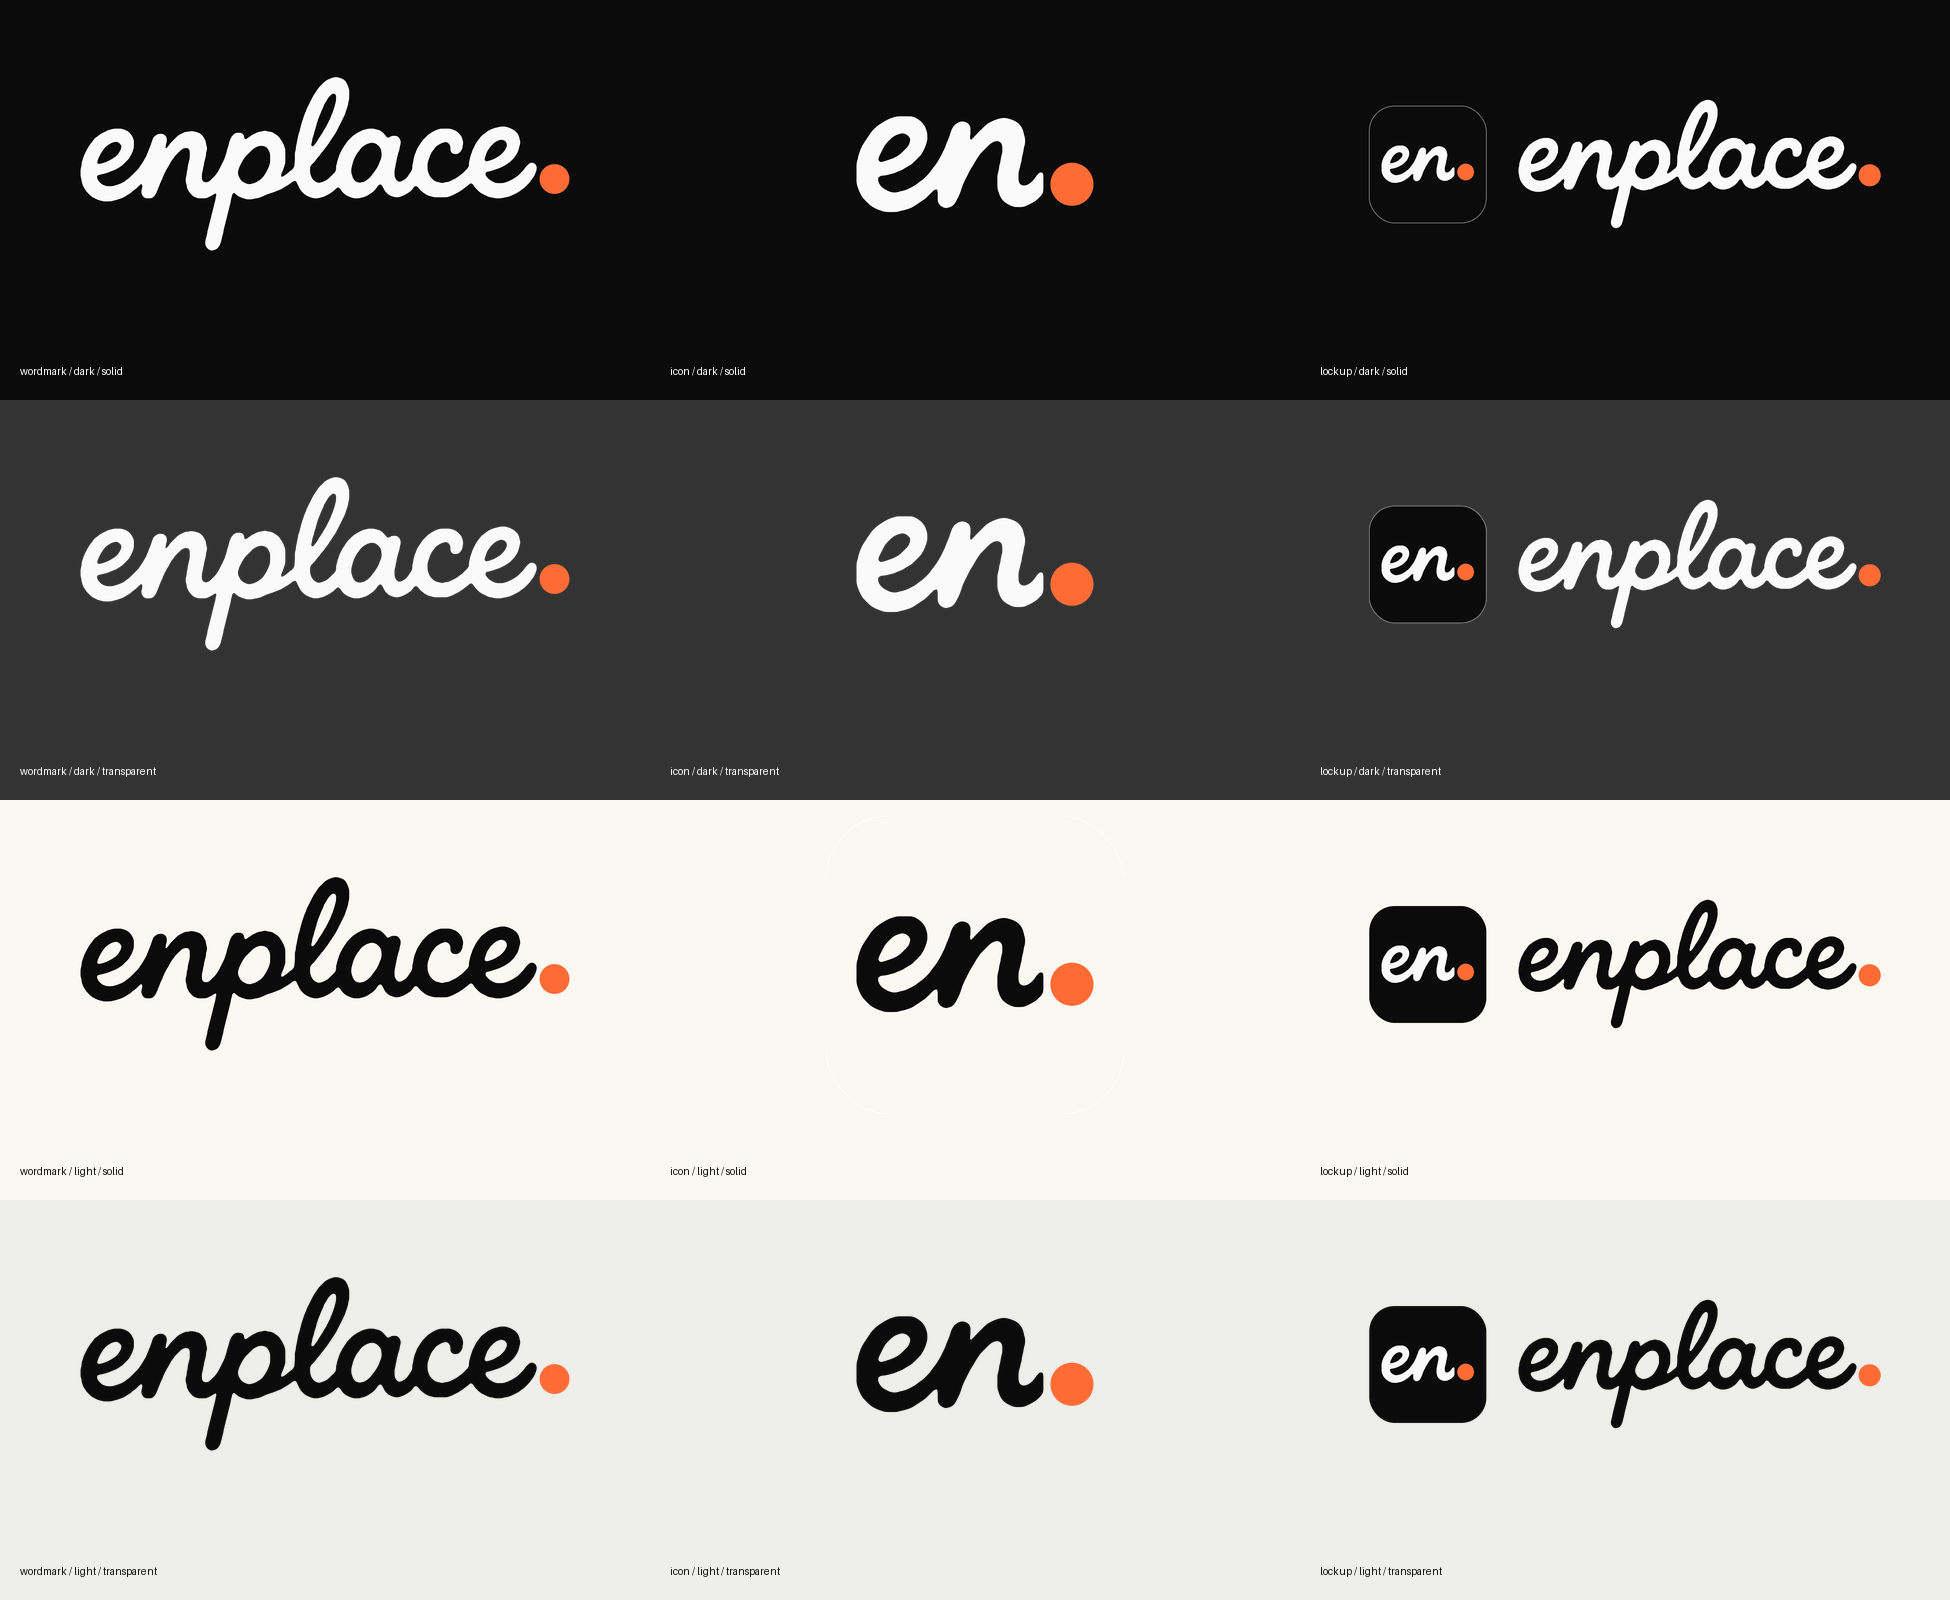 enplace.
en.
en. enplace.
wordmark / dark / solid
icon / dark / solid
lockup / dark / solid
enplace.
en.
en. enplace.
wordmark / dark / transparent
icon / dark / transparent
lockup / dark / transparent
enplace.
en.
en. enplace.
wordmark / light / solid
icon / light / solid
lockup / light / solid
enplace.
en.
en. enplace.
wordmark / light / transparent
icon / light / transparent
lockup / light / transparent